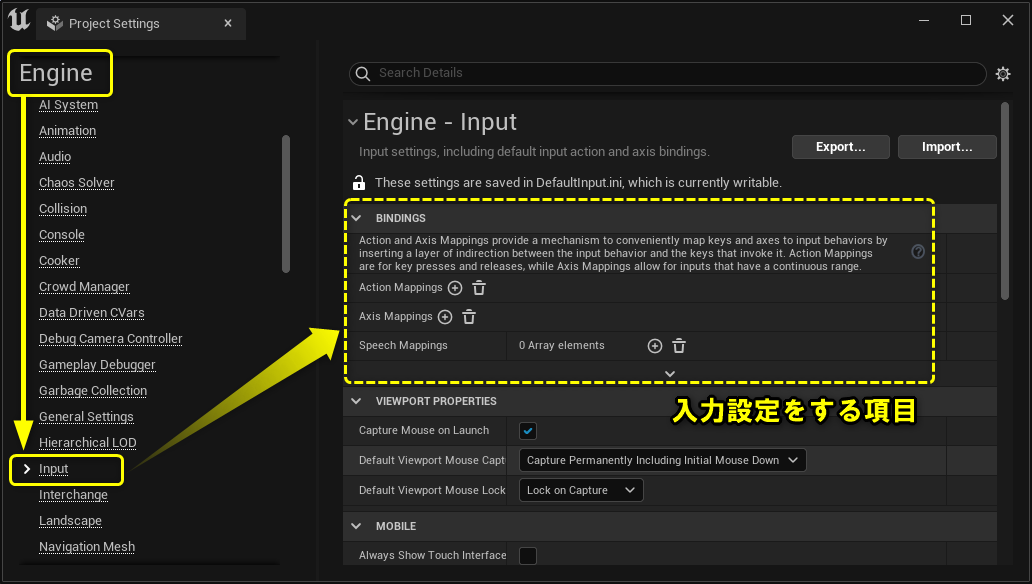 Project Settings
Engine
AI System
Animation
Audio
Chaos Solver
Collision
Console
Cooker
Crowd Manager
Data Driven CVars
Debug Camera Controller
Gameplay Debugger
Garbage Collection
General Settings
Hierarchical LOD
Input
Interchange
Landscape
Navigation Mesh
Search Details
Engine - Input
Input settings, including default input action and axis bindings.
Export...
Import...
These settings are saved in DefaultInput.ini, which is currently writable.
BINDINGS
Action and Axis Mappings provide a mechanism to conveniently map keys and axes to input behaviors by
inserting a layer of indirection between the input behavior and the keys that invoke it. Action Mappings
are for key presses and releases, while Axis Mappings allow for inputs that have a continuous range.
Action Mappings
Axis Mappings
Speech Mappings
0 Array elements
VIEWPORT PROPERTIES
入力設定をする項目
Capture Mouse on Launch
Default Viewport Mouse Capt
Capture Permanently Including Initial Mouse Down
Default Viewport Mouse Lock
Lock on Capture
MOBILE
Always Show Touch Interface